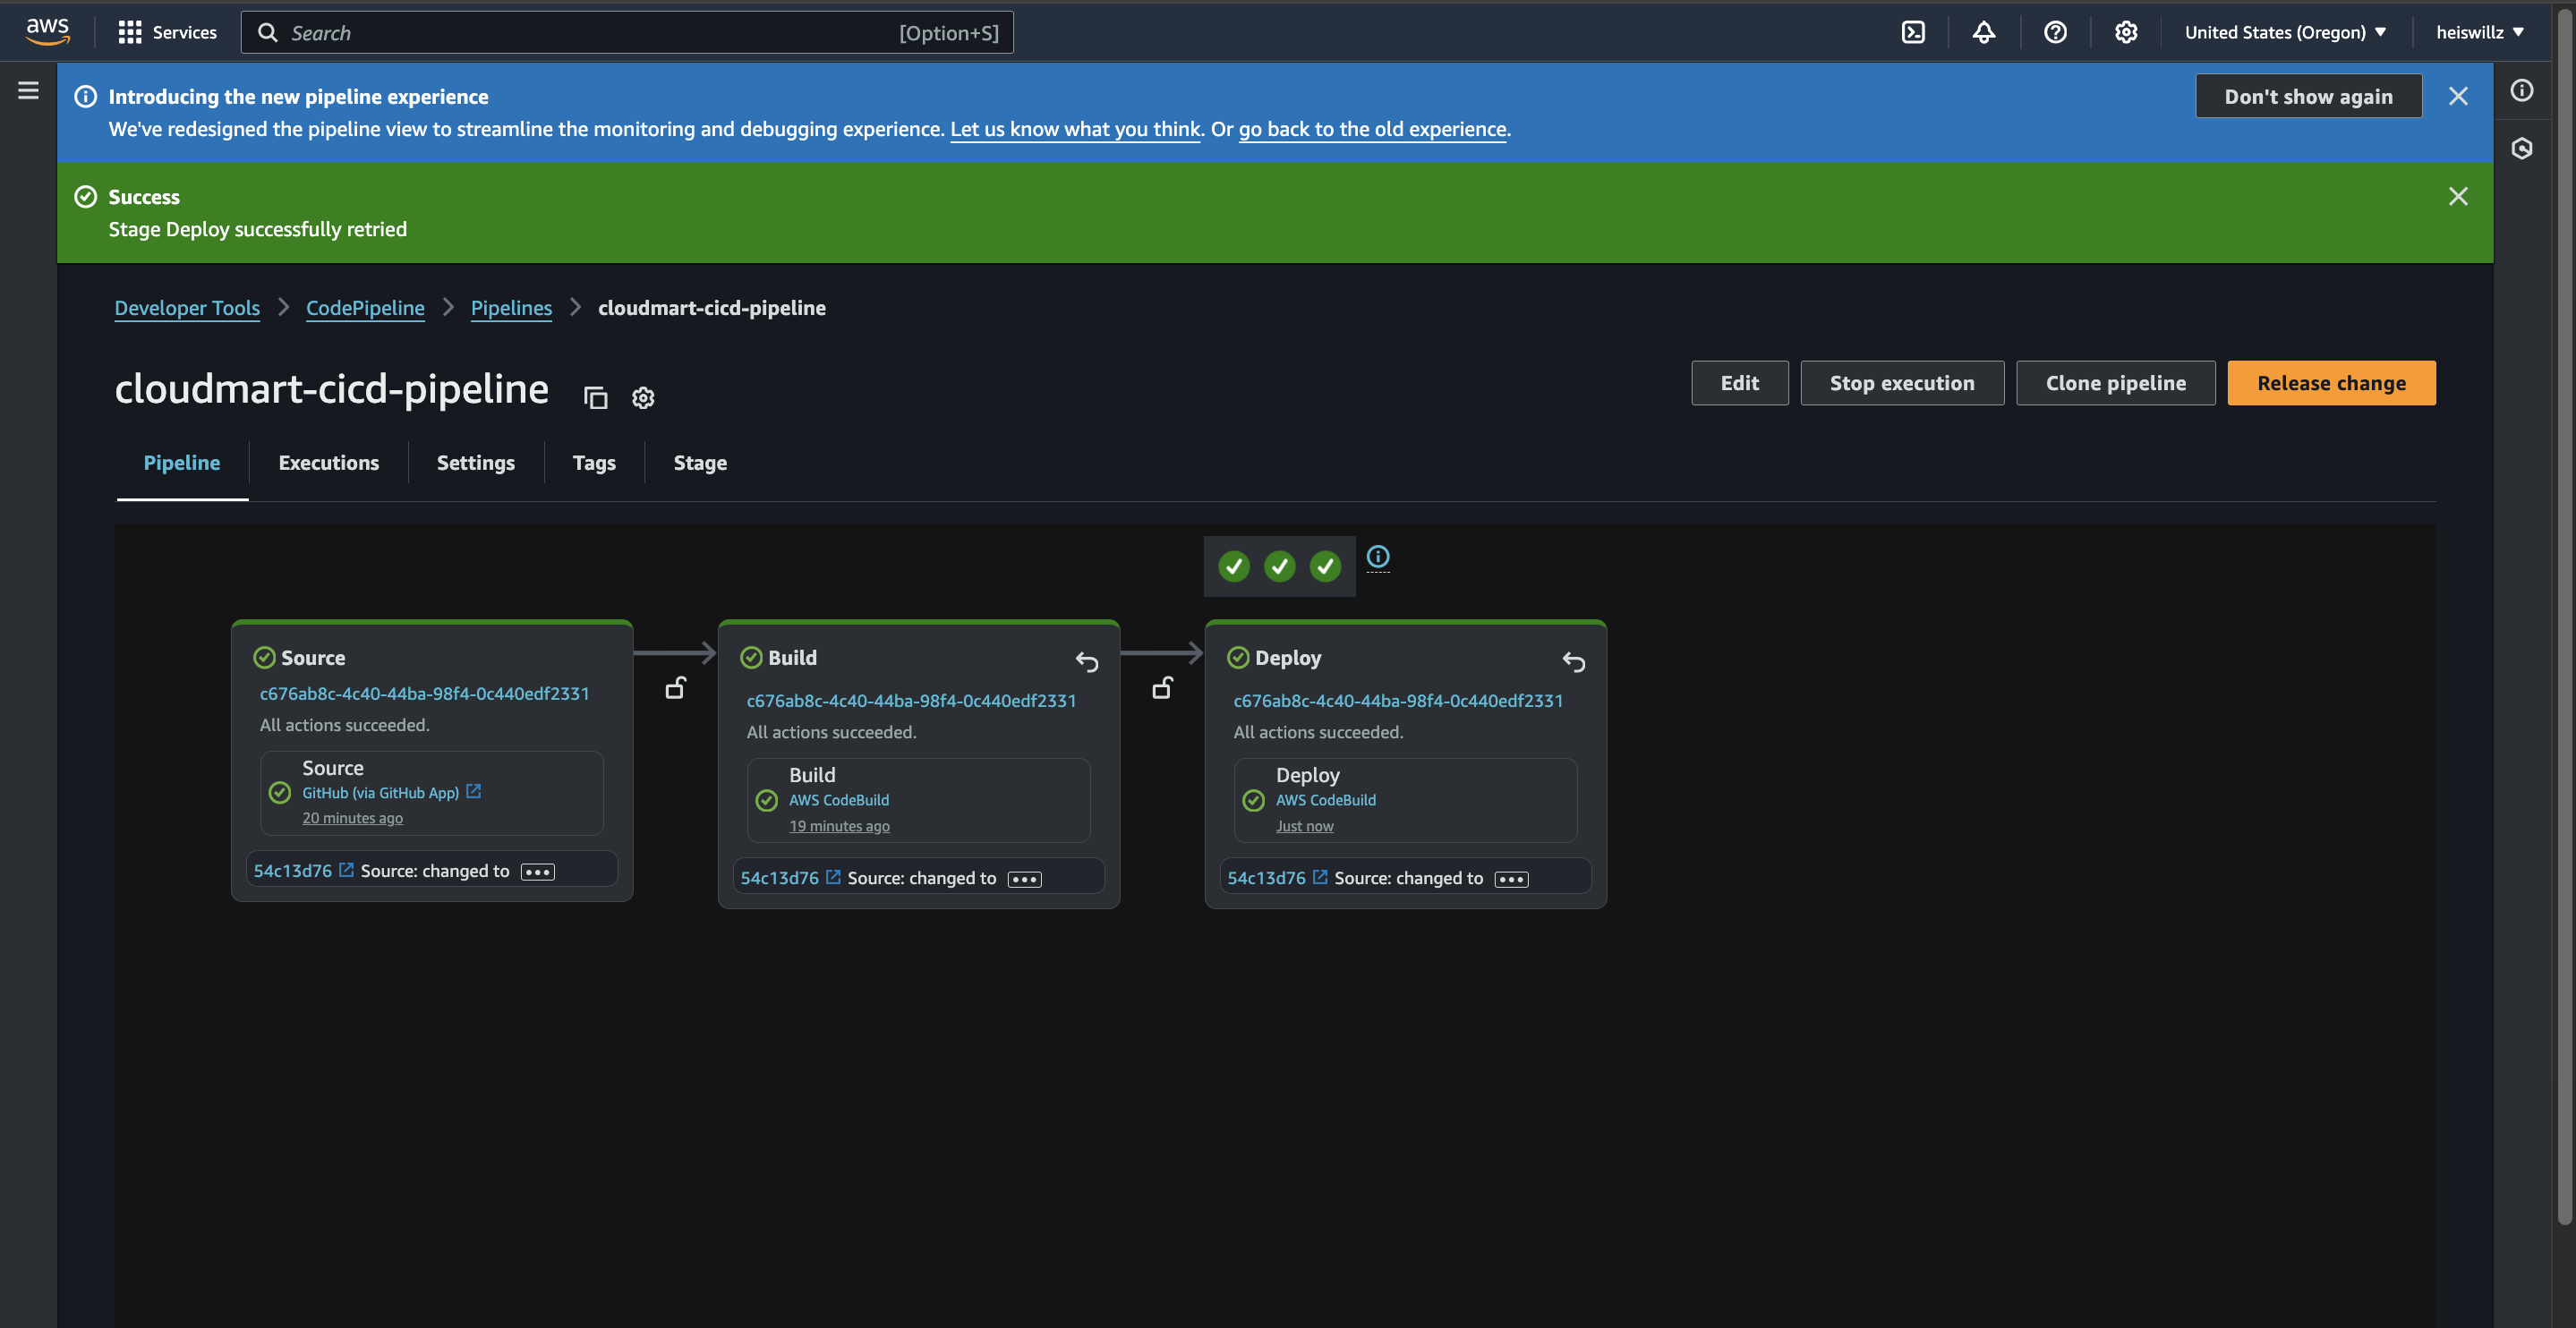 aws
Services
Search
[Option+S]
United States (Oregon)
heiswillz
Introducing the new pipeline experience
We've redesigned the pipeline view to streamline the monitoring and debugging experience. Let us know what you think. Or go back to the old experience.
Don't show again
Success
Stage Deploy successfully retried
Developer Tools
CodePipeline
Pipelines
cloudmart-cicd-pipeline
cloudmart-cicd-pipeline
Edit
Stop execution
Clone pipeline
Release change
Pipeline
Executions
Settings
Tags
Stage
Source
c676ab8c-4c40-44ba-98f4-0c440edf2331
All actions succeeded.
Source
GitHub (via GitHub App)
20 minutes ago
54c13d76 Source: changed to
Build
c676ab8c-4c40-44ba-98f4-0c440edf2331
All actions succeeded.
Build
AWS CodeBuild
19 minutes ago
54c13d76 Source: changed to
Deploy
c676ab8c-4c40-44ba-98f4-0c440edf2331
All actions succeeded.
Deploy
AWS CodeBuild
Just now
54c13d76 Source: changed to